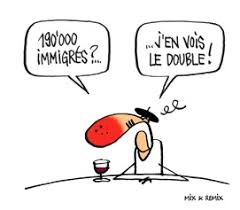 190'000
IMMIGRÉS?...
...J'EN VOIS
LE DOUBLE!
MIX & REMIX